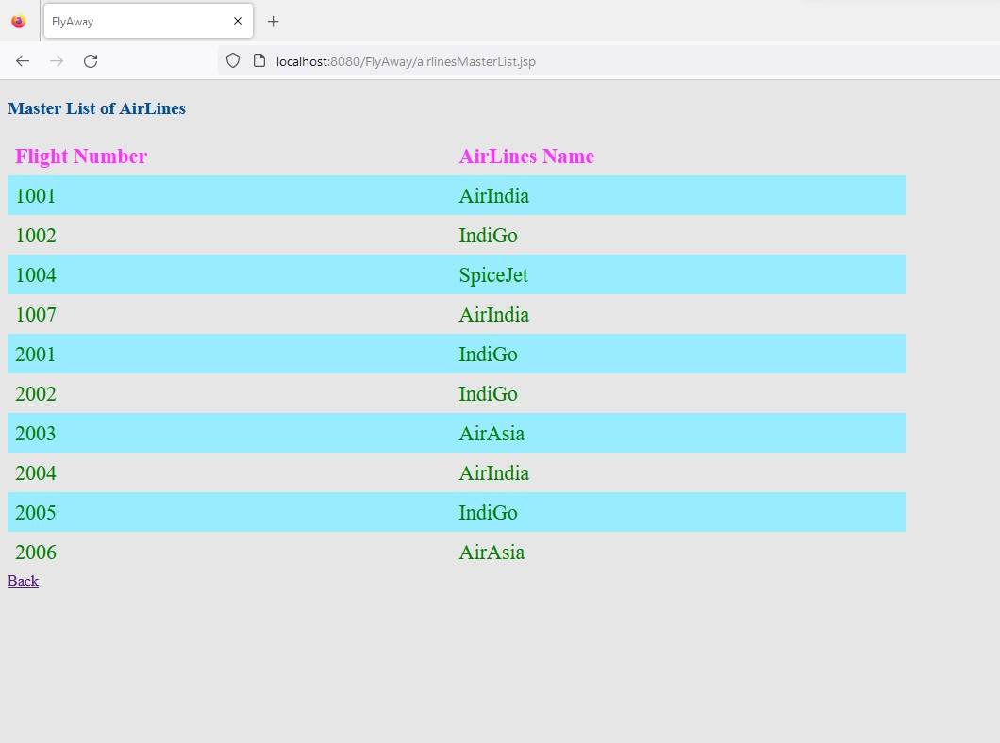 FlyAway
localhost:8080/FlyAway/airlinesMasterList.jsp
Master List of AirLines
Flight Number AirLines Name
1001 AirIndia
1002 IndiGo
1004 SpiceJet
1007 AirIndia
2001 IndiGo
2002 IndiGo
2003 AirAsia
2004 AirIndia
2005 IndiGo
2006 AirAsia
Back